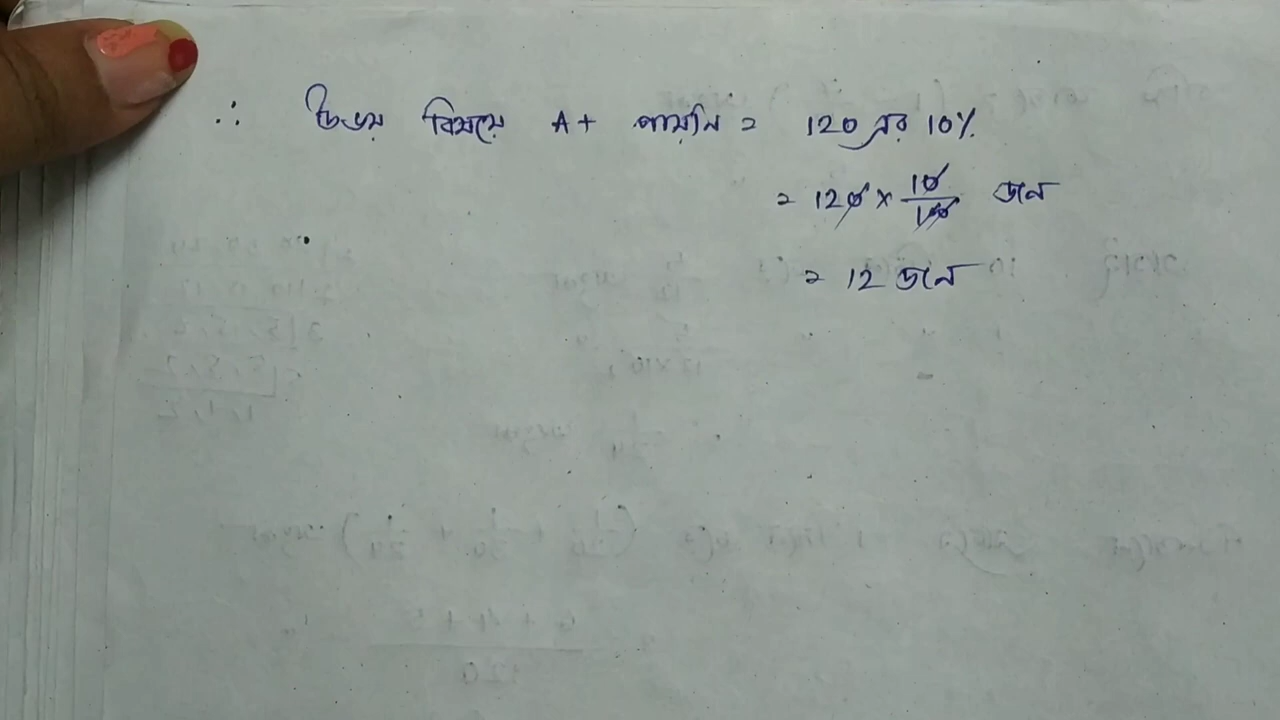 ∴ উভয় বিষয়ে A+ পায়নি = 120 এর 10%
= 120 × 10/100 জনে
= 12 জনে